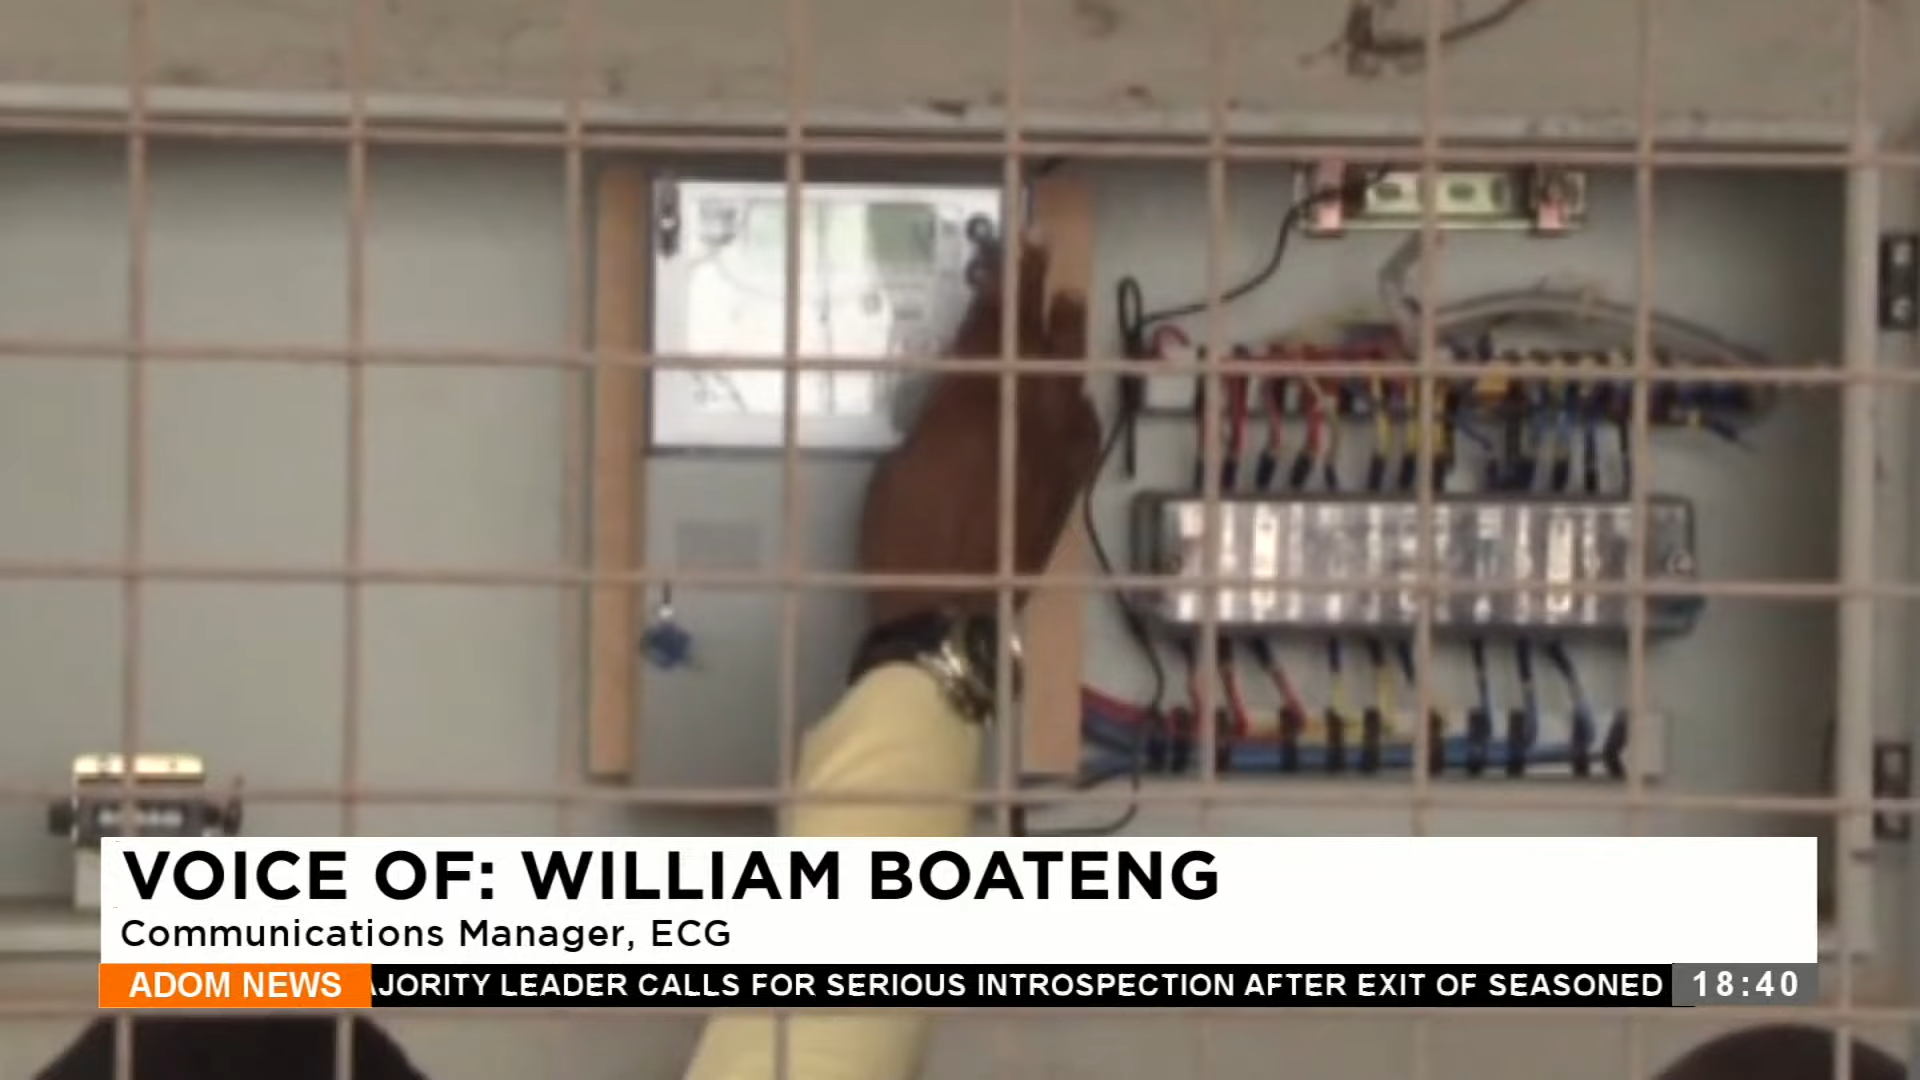 VOICE OF: WILLIAM BOATENG
Communications Manager, ECG
ADOM NEWS
AJORITY LEADER CALLS FOR SERIOUS INTROSPECTION AFTER EXIT OF SEASONED
18:40